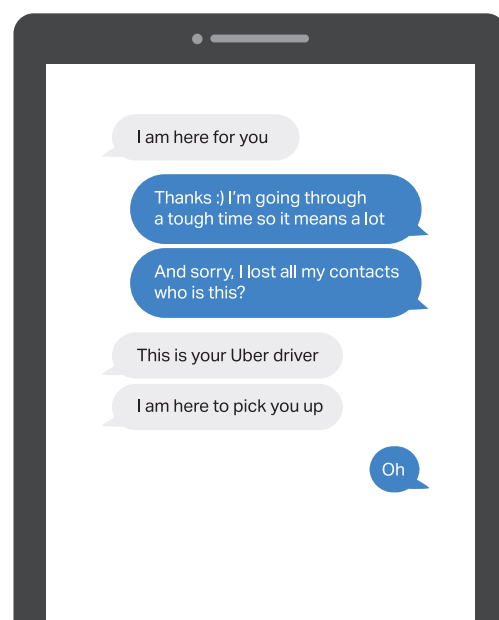 I am here for you
Thanks :) I'm going through
a tough time so it means a lot
And sorry, I lost all my contacts
who is this?
This is your Uber driver
I am here to pick you up
Oh